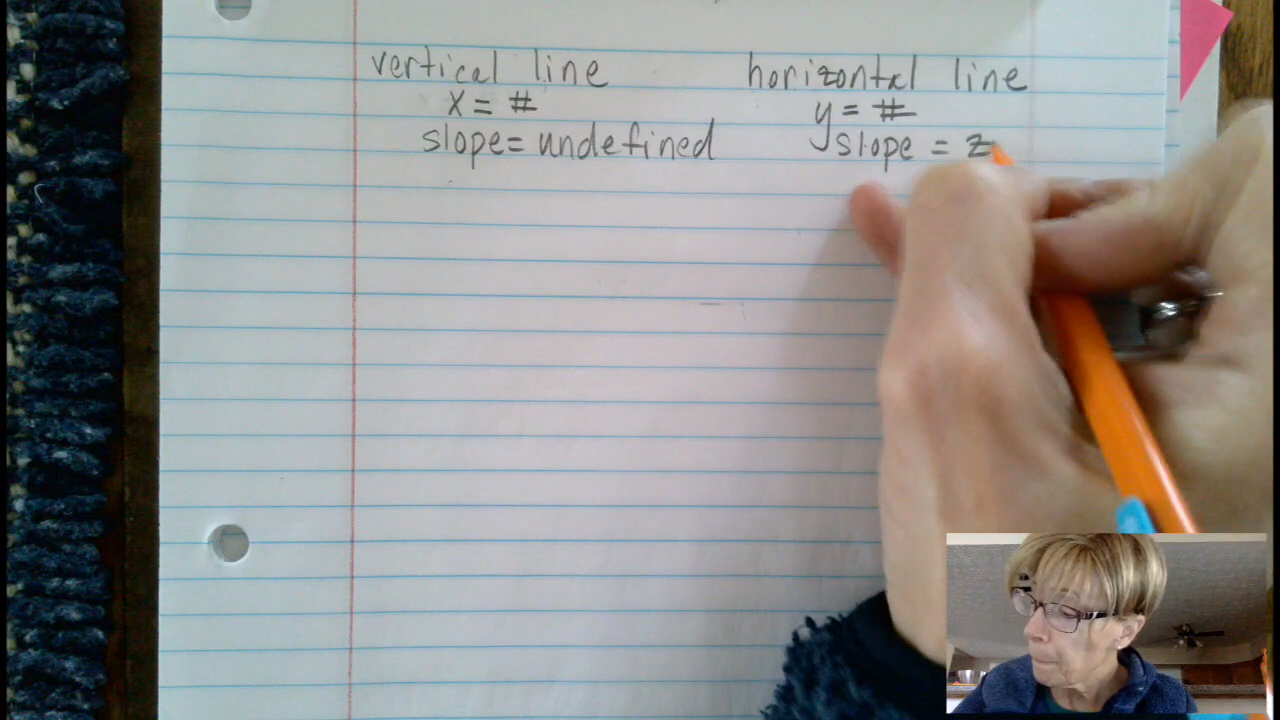 vertical line
x = #
slope = undefined
horizontal line
y = #
slope = z